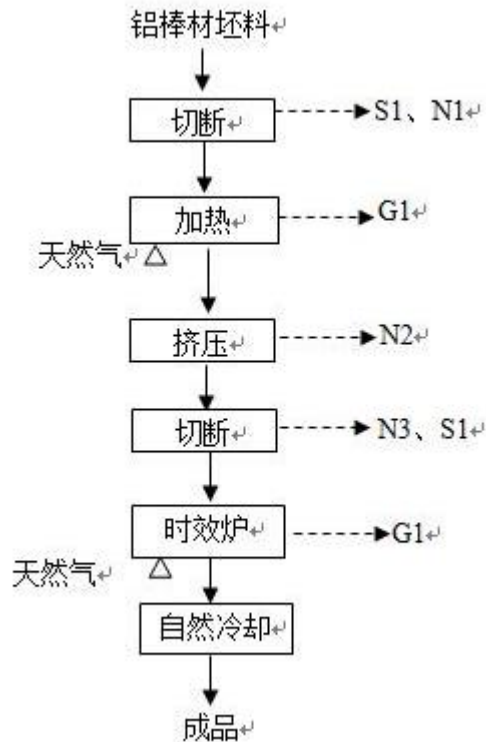 铝棒材坯料
切断
S1、N1
加热
G1
天然气
挤压
N2
切断
N3、S1
时效炉
G1
天然气
自然冷却
成品